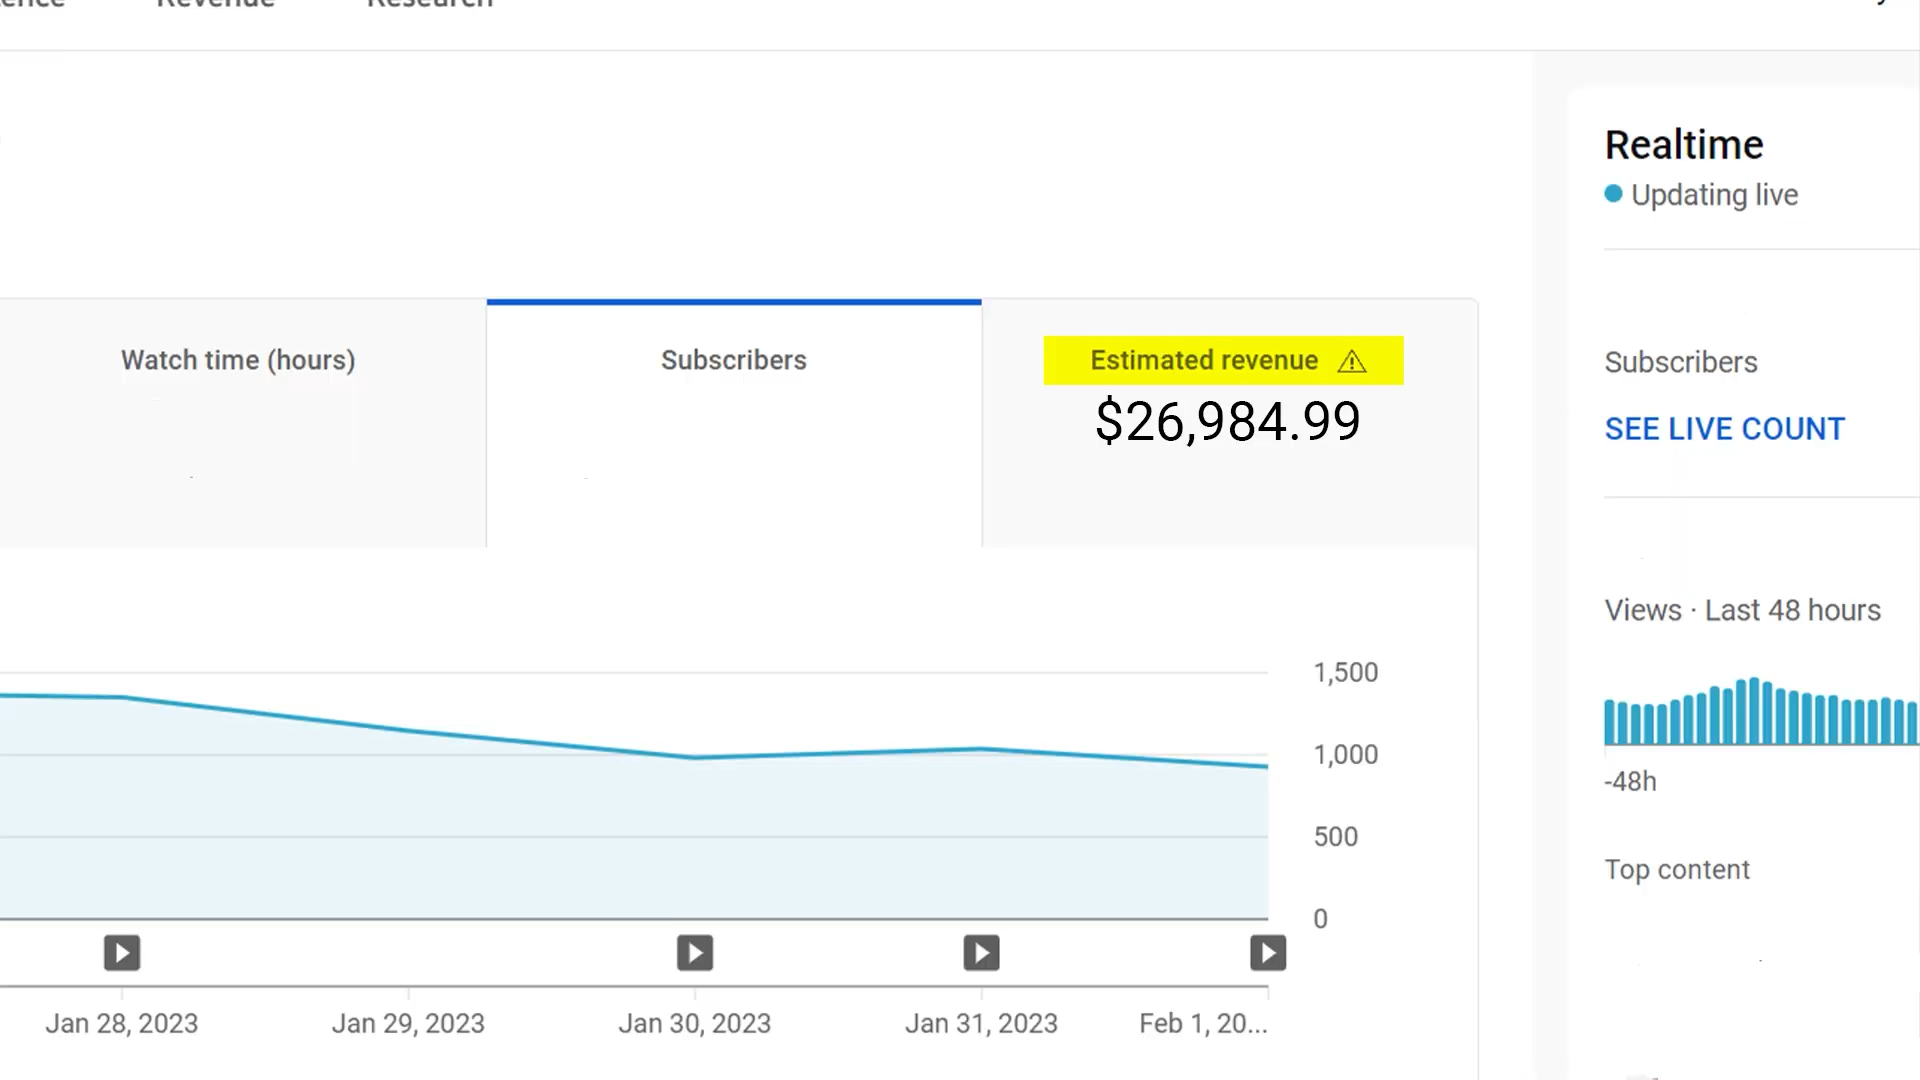 Revenue
Research
Realtime
Updating live
Watch time (hours)
Subscribers
Estimated revenue
$26,984.99
Subscribers
SEE LIVE COUNT
Views · Last 48 hours
-48h
Top content
1,500
1,000
500
0
Jan 28, 2023
Jan 29, 2023
Jan 30, 2023
Jan 31, 2023
Feb 1, 20...